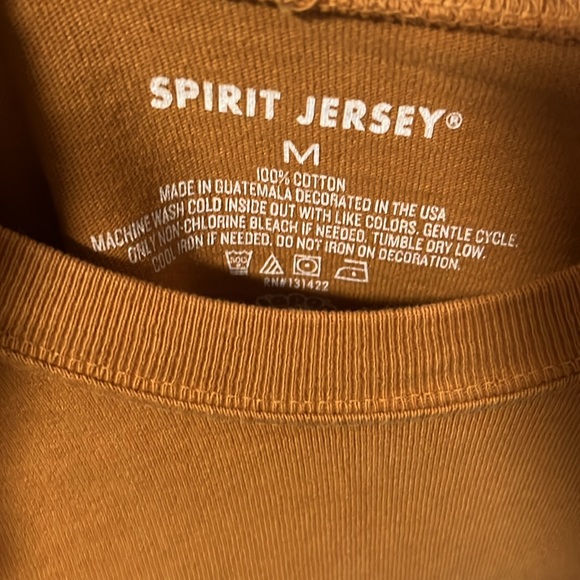 SPIRIT JERSEY®
M
100% COTTON
MADE IN GUATEMALA DECORATED IN THE USA
MACHINE WASH COLD INSIDE OUT WITH LIKE COLORS. GENTLE CYCLE.
ONLY NON-CHLORINE BLEACH IF NEEDED. TUMBLE DRY LOW.
COOL IRON IF NEEDED. DO NOT IRON ON DECORATION.
RN#131422